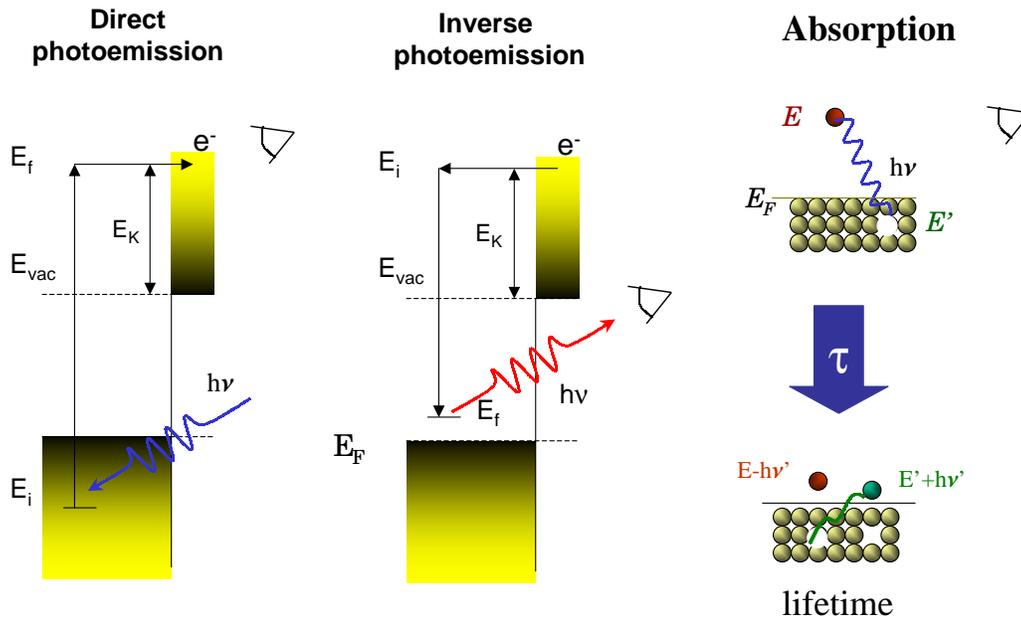 Direct
photoemission
e-
E_f
E_K
E_vac
hν
E_i
Inverse
photoemission
e-
E_i
E_K
E_vac
hν
E_f
E_F
Absorption
E
hν
E_F
E’
τ
E-hν’
E’+hν’
lifetime